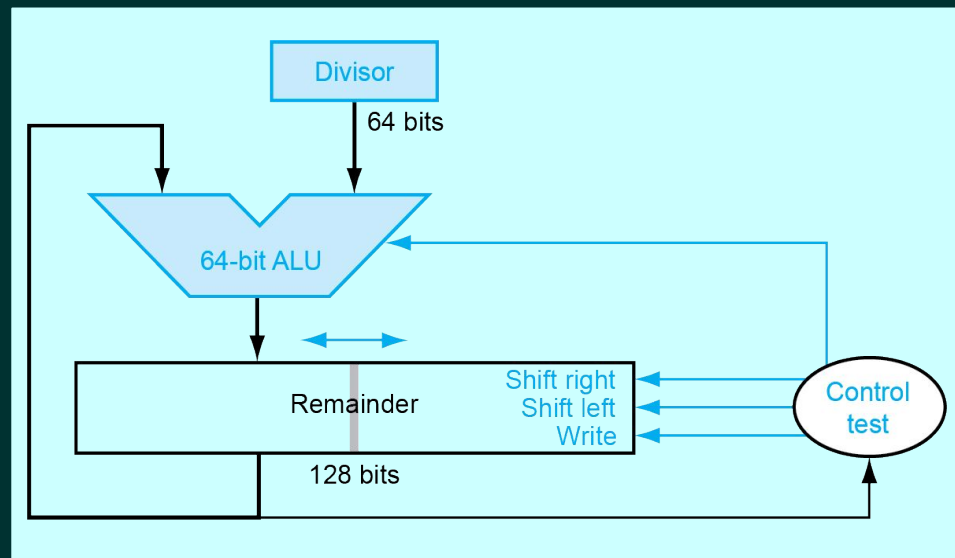 Divisor
64 bits
64-bit ALU
Shift right
Remainder
Shift left
Write
128 bits
Control
test